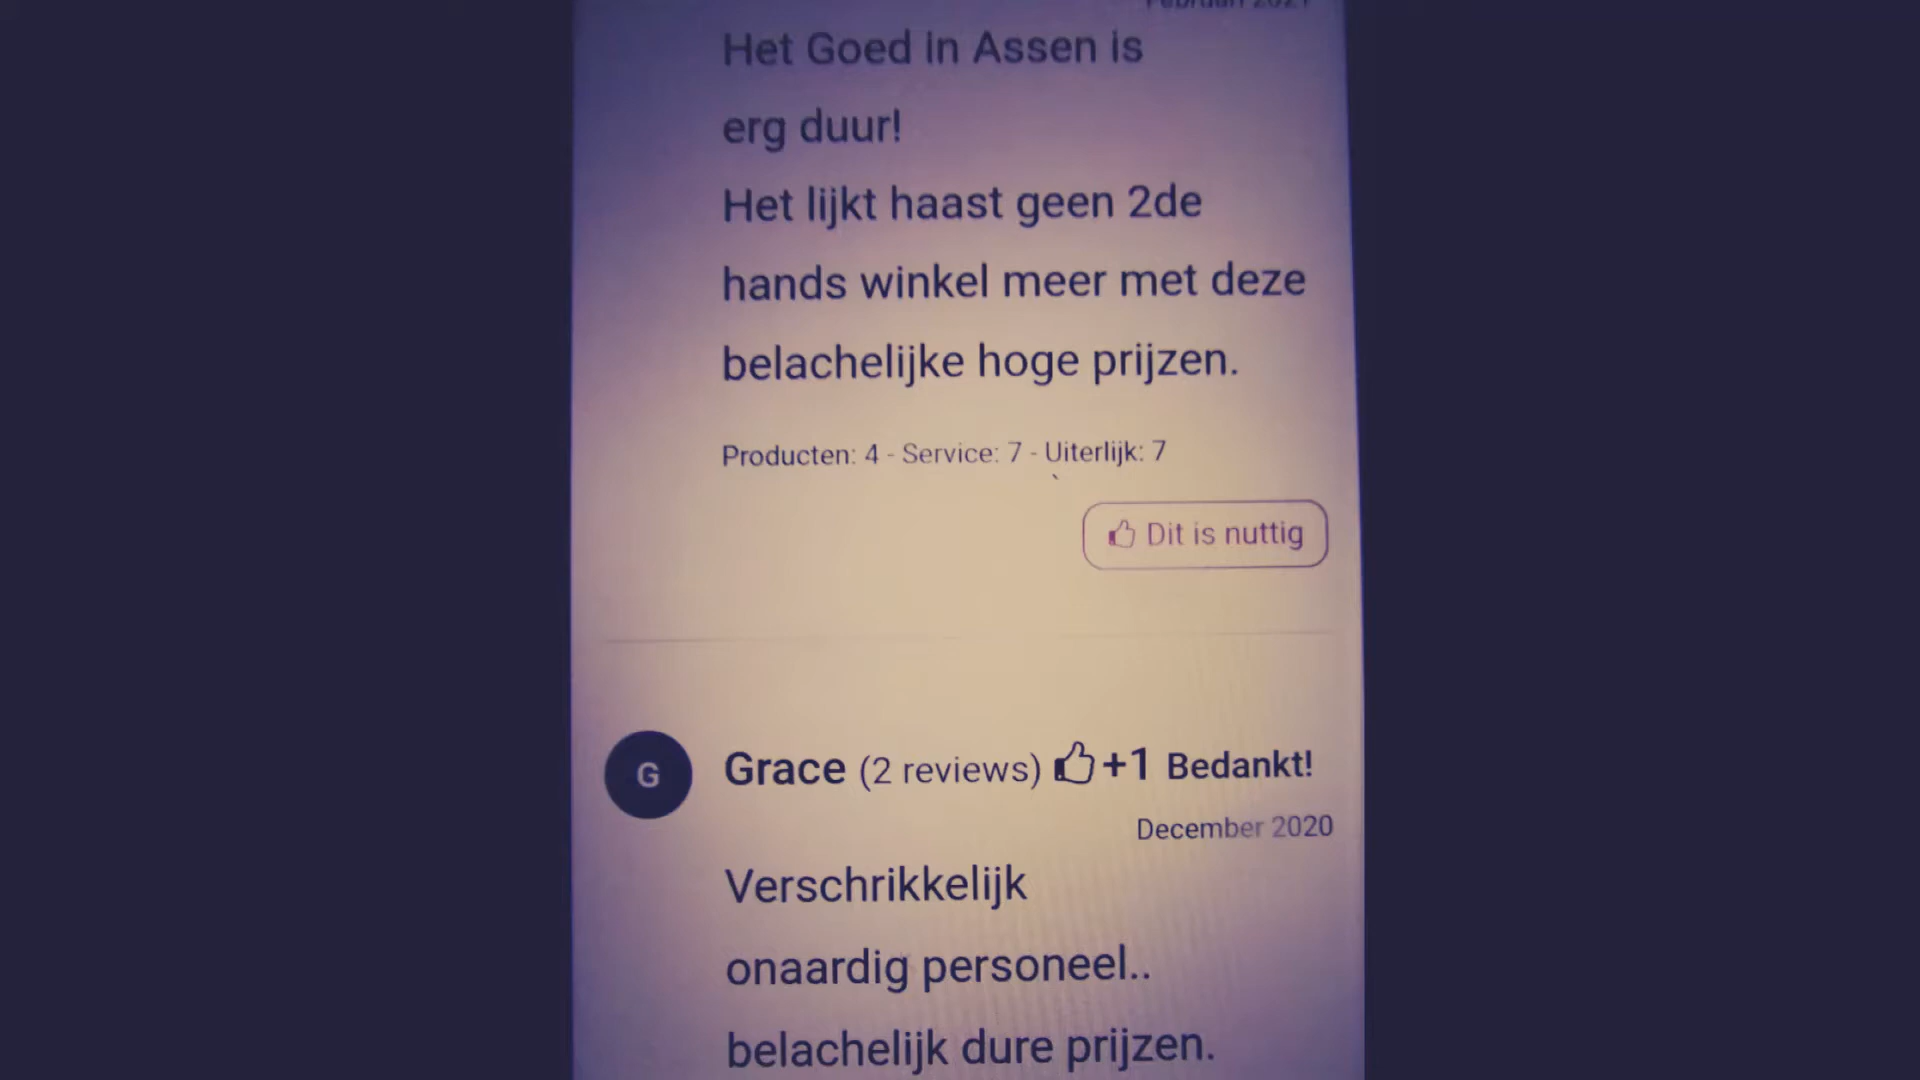 Februari 2021
Het Goed in Assen is
erg duur!
Het lijkt haast geen 2de
hands winkel meer met deze
belachelijke hoge prijzen.
Producten: 4 - Service: 7 - Uiterlijk: 7
Dit is nuttig
G
Grace (2 reviews) +1 Bedankt!
December 2020
Verschrikkelijk
onaardig personeel..
belachelijk dure prijzen.